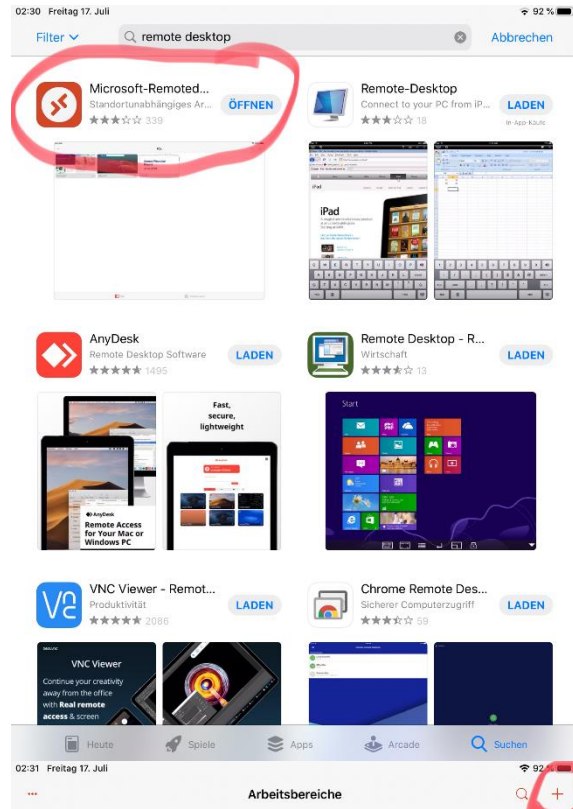 02:30 Freitag 17. Juli
92 %
Filter
remote desktop
Abbrechen
Microsoft-Remoted...
Standortunabhängiges Ar...
339
ÖFFNEN
Remote-Desktop
Connect to your PC from iP...
18
LADEN
In-App-Käufe
iPad
AnyDesk
Remote Desktop Software
1495
LADEN
Remote Desktop - R...
Wirtschaft
13
LADEN
AnyDesk
Remote Access
for Your Mac or
Windows PC
Fast,
secure,
lightweight
Start
VNC Viewer - Remot...
Produktivität
2086
LADEN
Chrome Remote Des...
Sicherer Computerzugriff
59
LADEN
VNC Viewer
Continue your creativity
away from the office
with Real remote
access & screen
Heute
Spiele
Apps
Arcade
Suchen
02:31 Freitag 17. Juli
92 %
Arbeitsbereiche